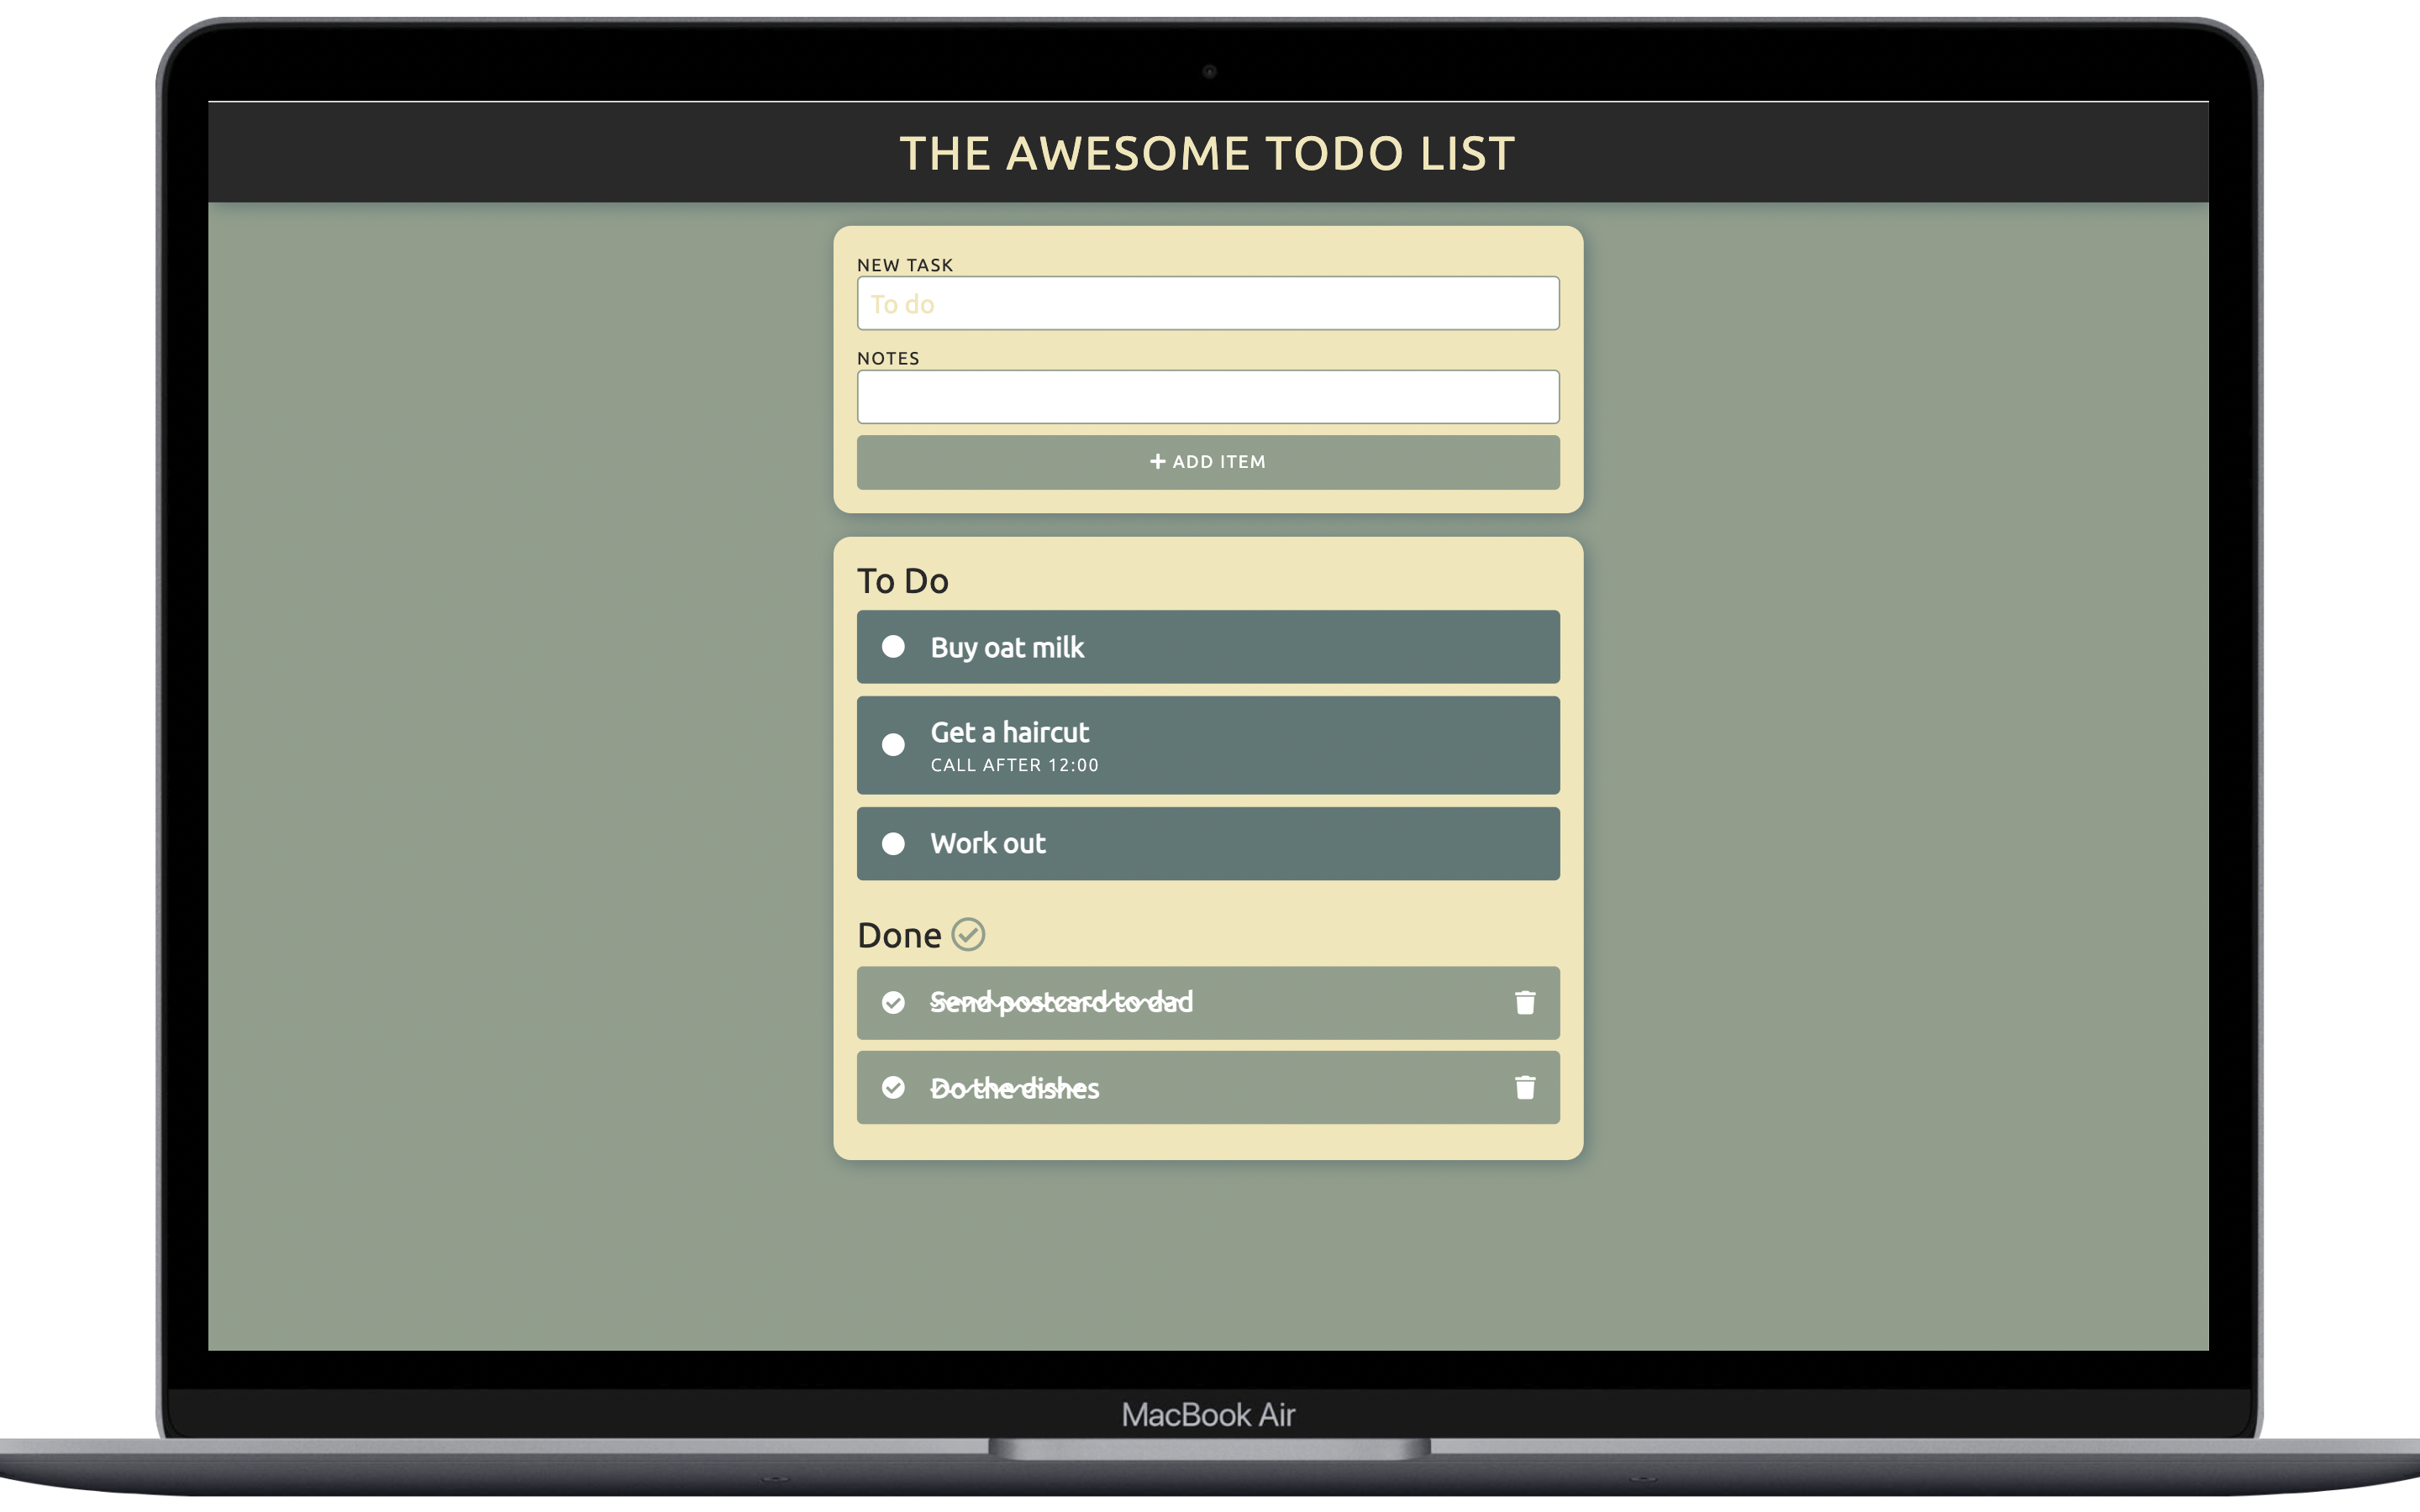 THE AWESOME TODO LIST
NEW TASK
To do
NOTES
ADD ITEM
To Do
Buy oat milk
Get a haircut
CALL AFTER 12:00
Work out
Done
Send postcard to dad
Do the dishes
MacBook Air